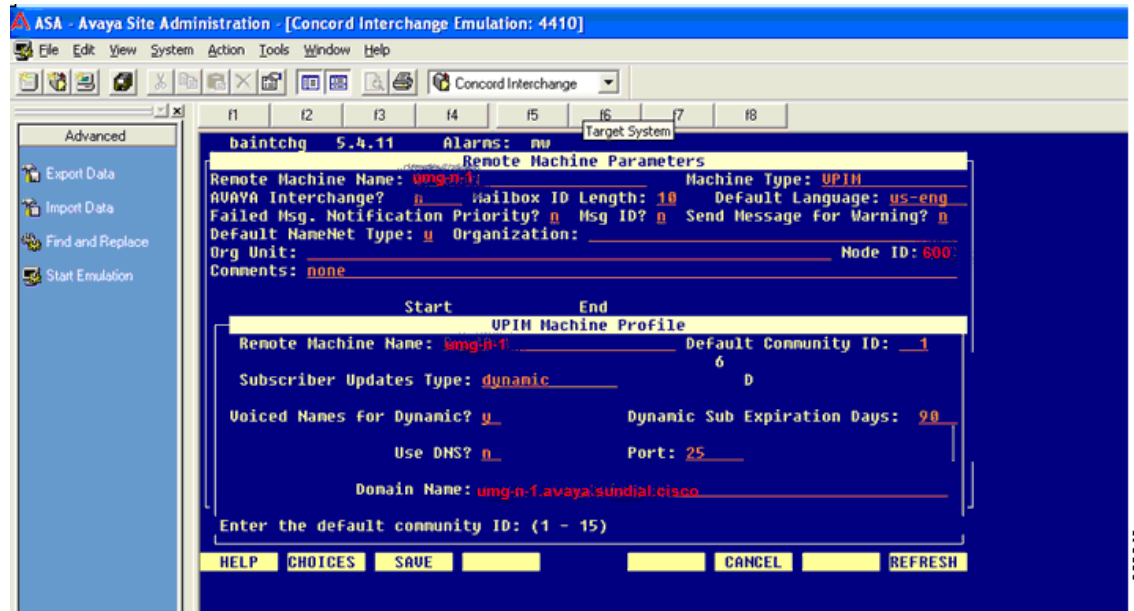 ASA - Avaya Site Administration - [Concord Interchange Emulation: 4410]
File Edit View System Action Tools Window Help
Concord Interchange
f1 f2 f3 f4 f5 f6 f7 f8
Target System
Advanced
Export Data
Import Data
Find and Replace
Start Emulation
baintchg 5.4.11 Alarms: mw
Remote Machine Parameters
Remote Machine Name: umg-n-1 Machine Type: VPIM
AVAYA Interchange? n Mailbox ID Length: 10 Default Language: us-eng
Failed Msg. Notification Priority? n Msg ID? n Send Message for Warning? n
Default NameNet Type: u Organization:
Org Unit: Node ID: 600
Comments: none
Start End
VPIM Machine Profile
Remote Machine Name: umg-n-1 Default Community ID: 1
6
Subscriber Updates Type: dynamic D
Voiced Names for Dynamic? y Dynamic Sub Expiration Days: 90
Use DNS? n Port: 25
Domain Name: umg-n-1.avaya.sundial.cisco
Enter the default community ID: (1 - 15)
HELP CHOICES SAVE CANCEL REFRESH